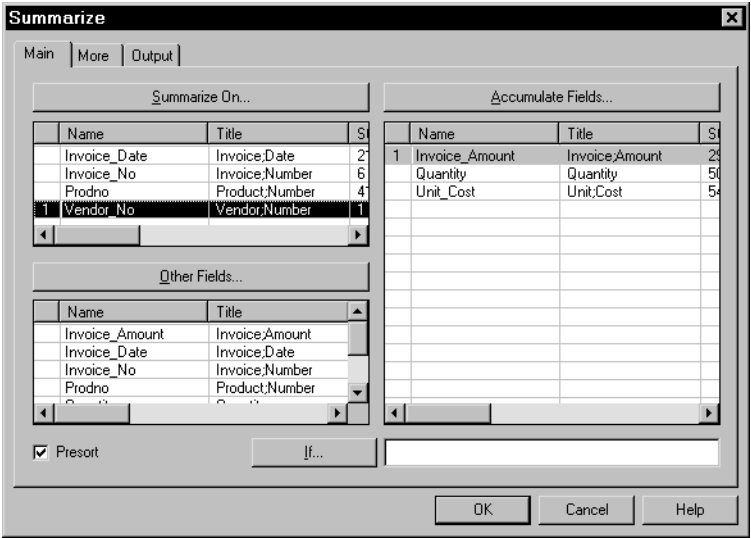 Summarize
Main More Output
Summarize On...
Name Title
Invoice_Date Invoice;Date
Invoice_No Invoice;Number 6
Prodno Product;Number
1 Vendor_No Vendor;Number 1
Other Fields...
Name Title
Invoice_Amount Invoice;Amount
Invoice_Date Invoice;Date
Invoice_No Invoice;Number
Prodno Product;Number
Accumulate Fields...
Name Title
1 Invoice_Amount Invoice;Amount
Quantity Quantity
Unit_Cost Unit;Cost
Presort
If...
OK Cancel Help